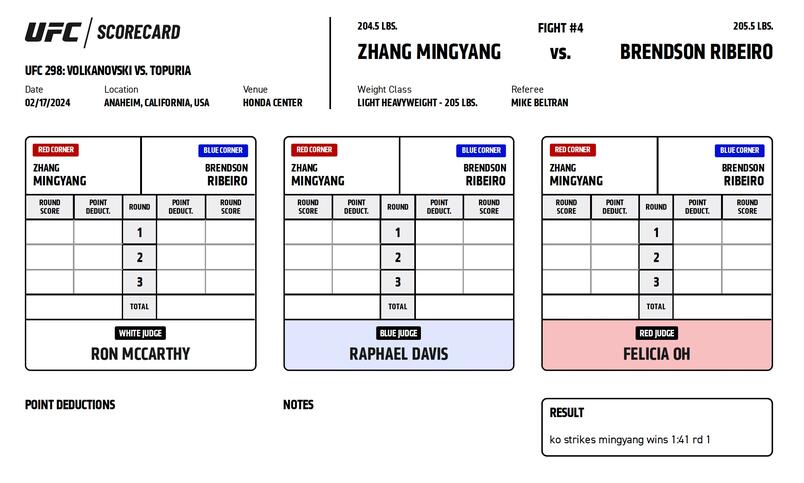 UFC / SCORECARD
UFC 298: VOLKANOVSKI VS. TOPURIA
Date Location Venue
02/17/2024 ANAHEIM, CALIFORNIA, USA HONDA CENTER
204.5 LBS. FIGHT #4 205.5 LBS.
ZHANG MINGYANG vs. BRENDSON RIBEIRO
Weight Class Referee
LIGHT HEAVYWEIGHT - 205 LBS. MIKE BELTRAN
RED CORNER BLUE CORNER
ZHANG BRENDSON
MINGYANG RIBEIRO
ROUND SCORE POINT DEDUCT. ROUND POINT DEDUCT. ROUND SCORE
1
2
3
TOTAL
WHITE JUDGE
RON MCCARTHY
RED CORNER BLUE CORNER
ZHANG BRENDSON
MINGYANG RIBEIRO
ROUND SCORE POINT DEDUCT. ROUND POINT DEDUCT. ROUND SCORE
1
2
3
TOTAL
BLUE JUDGE
RAPHAEL DAVIS
RED CORNER BLUE CORNER
ZHANG BRENDSON
MINGYANG RIBEIRO
ROUND SCORE POINT DEDUCT. ROUND POINT DEDUCT. ROUND SCORE
1
2
3
TOTAL
RED JUDGE
FELICIA OH
POINT DEDUCTIONS
NOTES
RESULT
ko strikes mingyang wins 1:41 rd 1